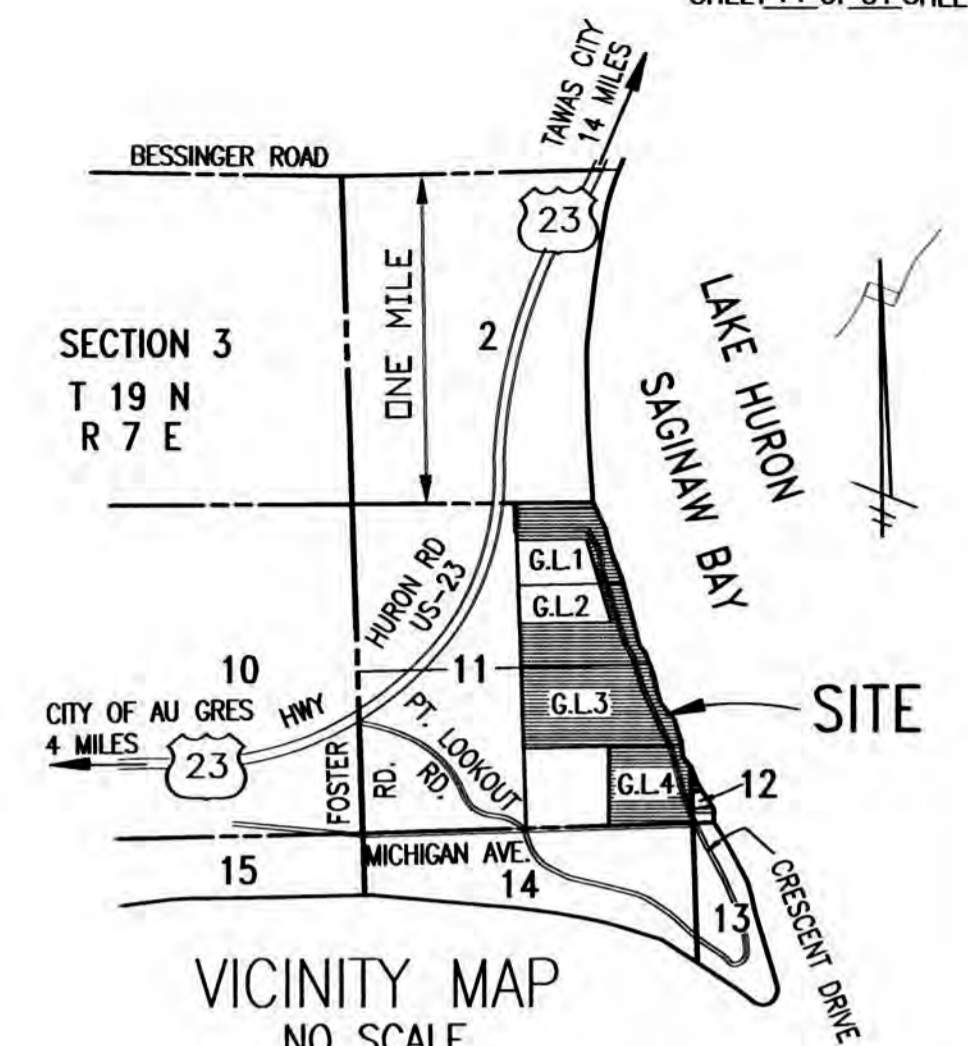 TAWAS CITY
14 MILES
BESSINGER ROAD
23
ONE MILE
2
SECTION 3
T 19 N
R 7 E
LAKE HURON
SAGINAW BAY
HURON RD
US-23
G.L.1
G.L.2
10
11
G.L.3
SITE
CITY OF AU GRES
4 MILES
HWY
23
PT. LOOKOUT
RD.
FOSTER
RD.
G.L.4
12
MICHIGAN AVE.
15
14
13
CRESCENT DRIVE
VICINITY MAP
NO SCALE